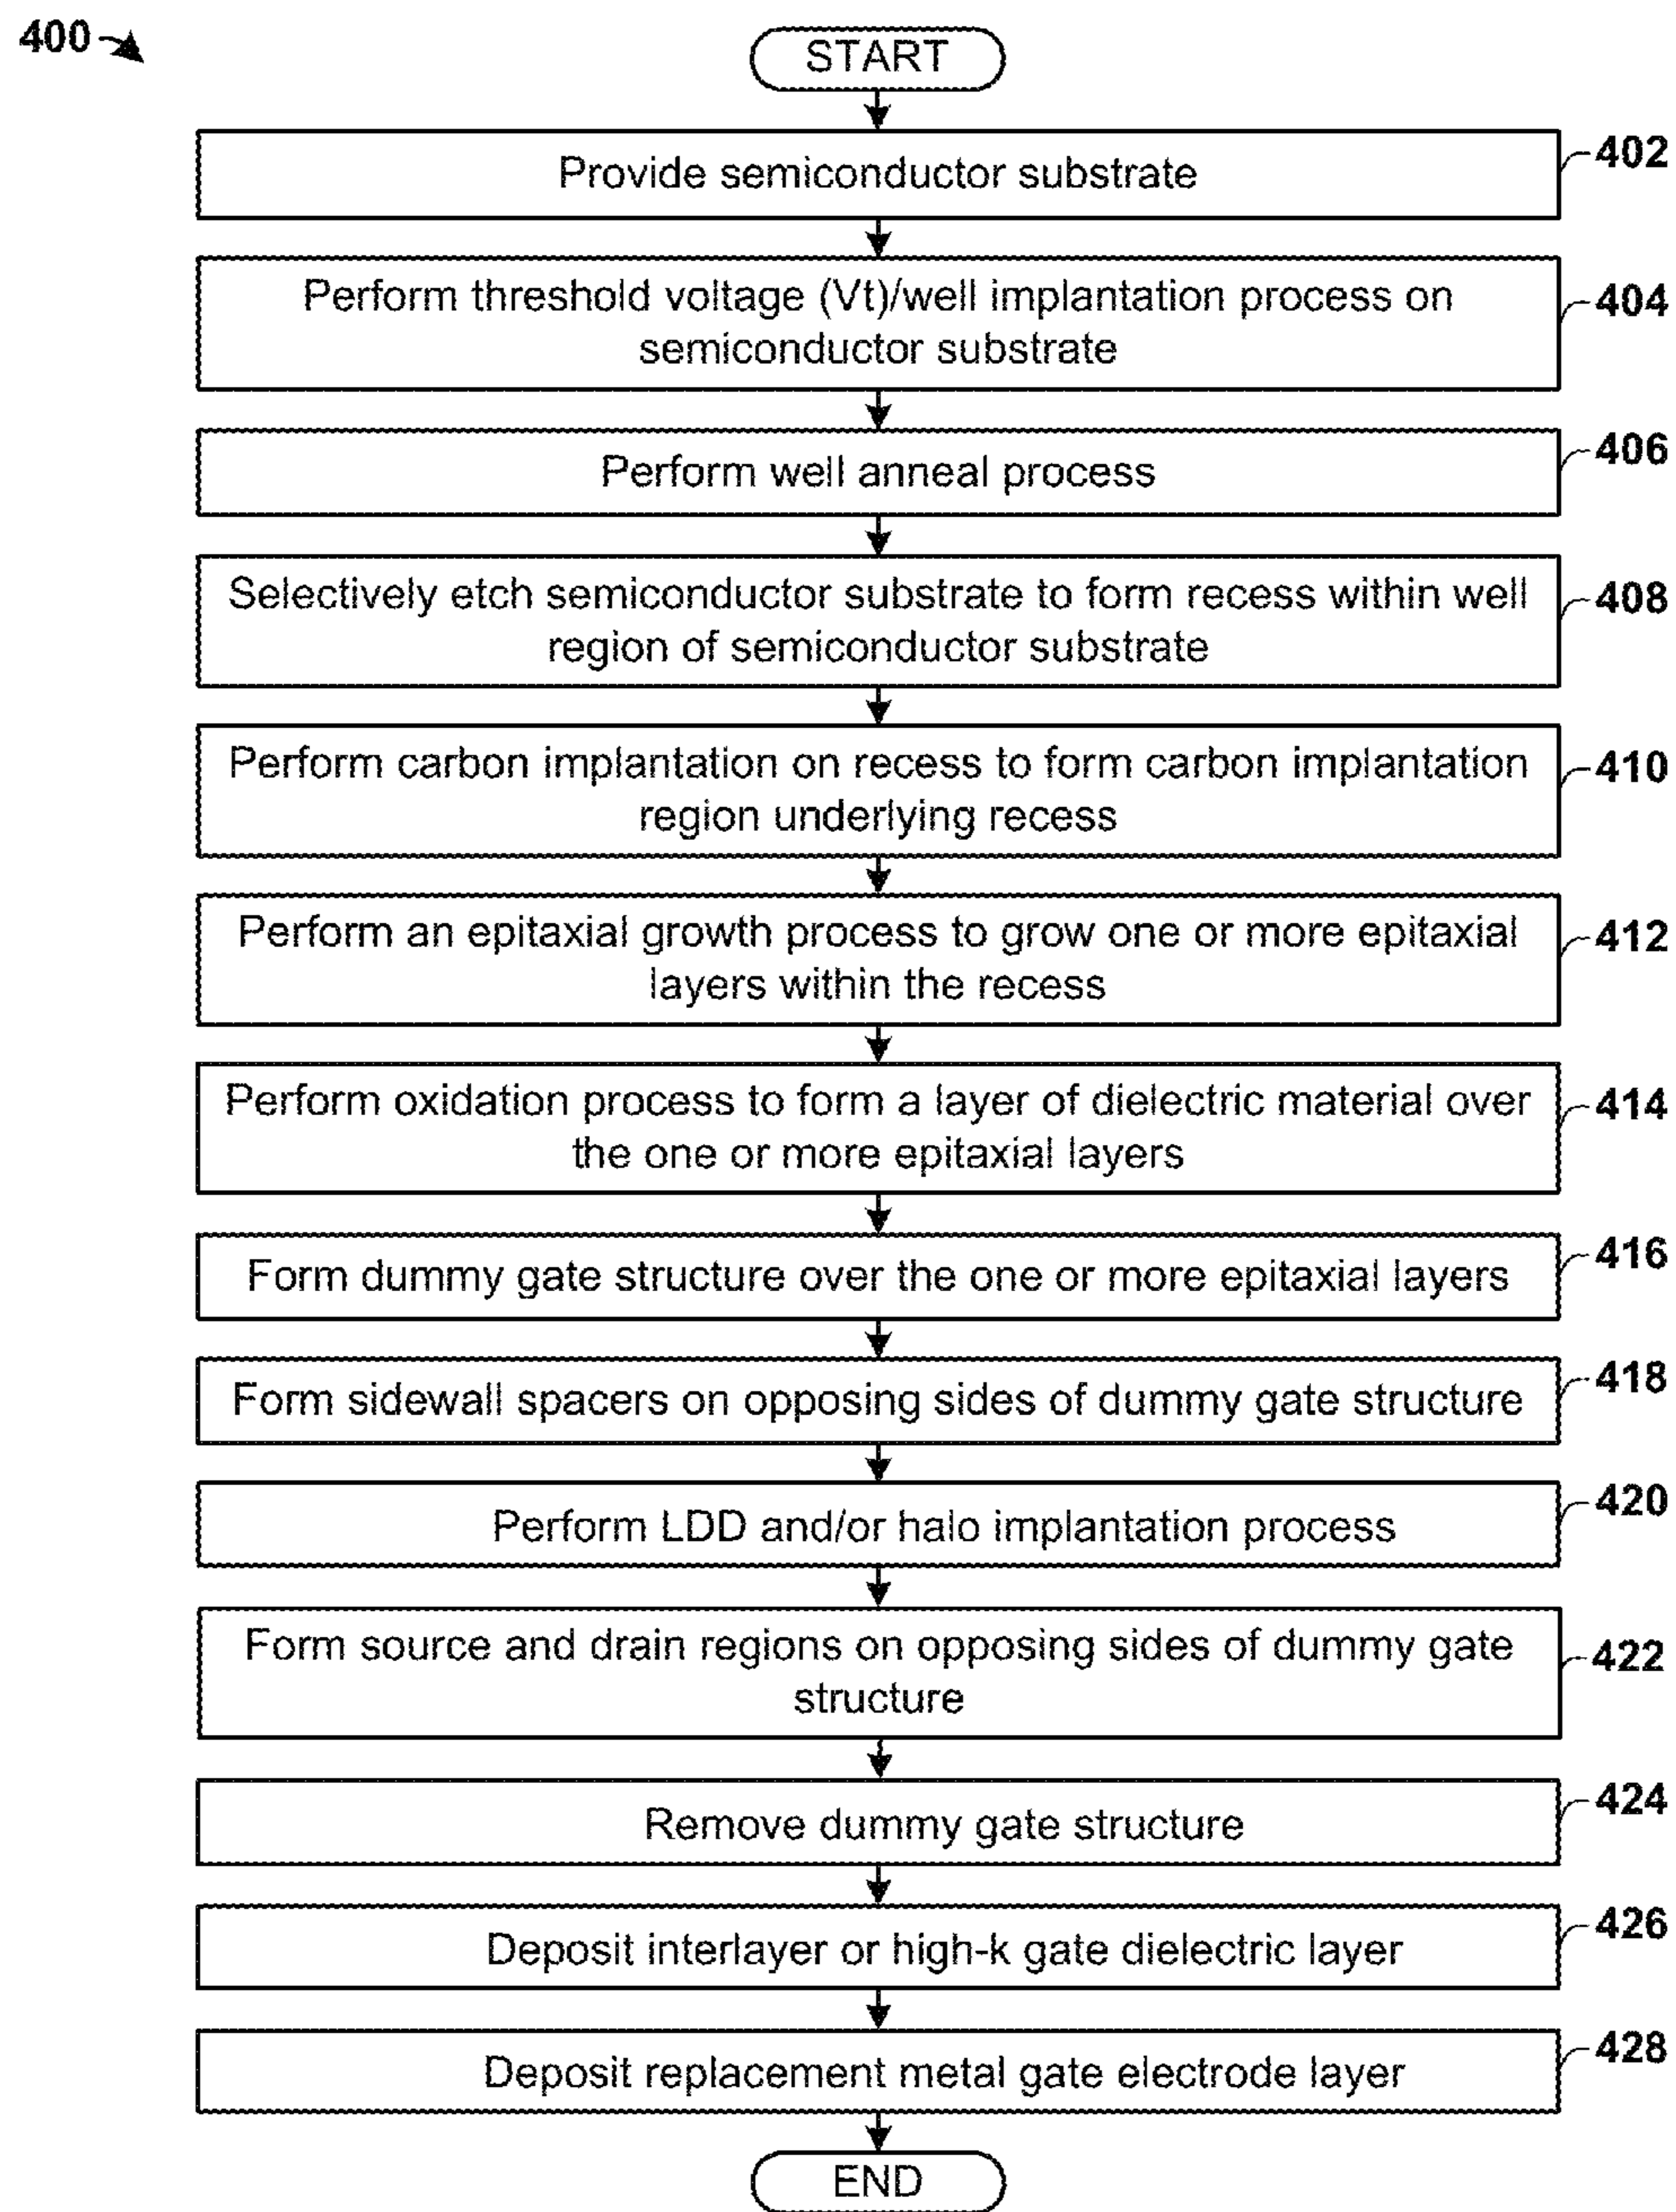 400
START
Provide semiconductor substrate
402
Perform threshold voltage (Vt)/well implantation process on
semiconductor substrate
404
Perform well anneal process
406
Selectively etch semiconductor substrate to form recess within well
region of semiconductor substrate
408
Perform carbon implantation on recess to form carbon implantation
region underlying recess
410
Perform an epitaxial growth process to grow one or more epitaxial
layers within the recess
412
Perform oxidation process to form a layer of dielectric material over
the one or more epitaxial layers
414
Form dummy gate structure over the one or more epitaxial layers
416
Form sidewall spacers on opposing sides of dummy gate structure
418
Perform LDD and/or halo implantation process
420
Form source and drain regions on opposing sides of dummy gate
structure
422
Remove dummy gate structure
424
Deposit interlayer or high-k gate dielectric layer
426
Deposit replacement metal gate electrode layer
428
END